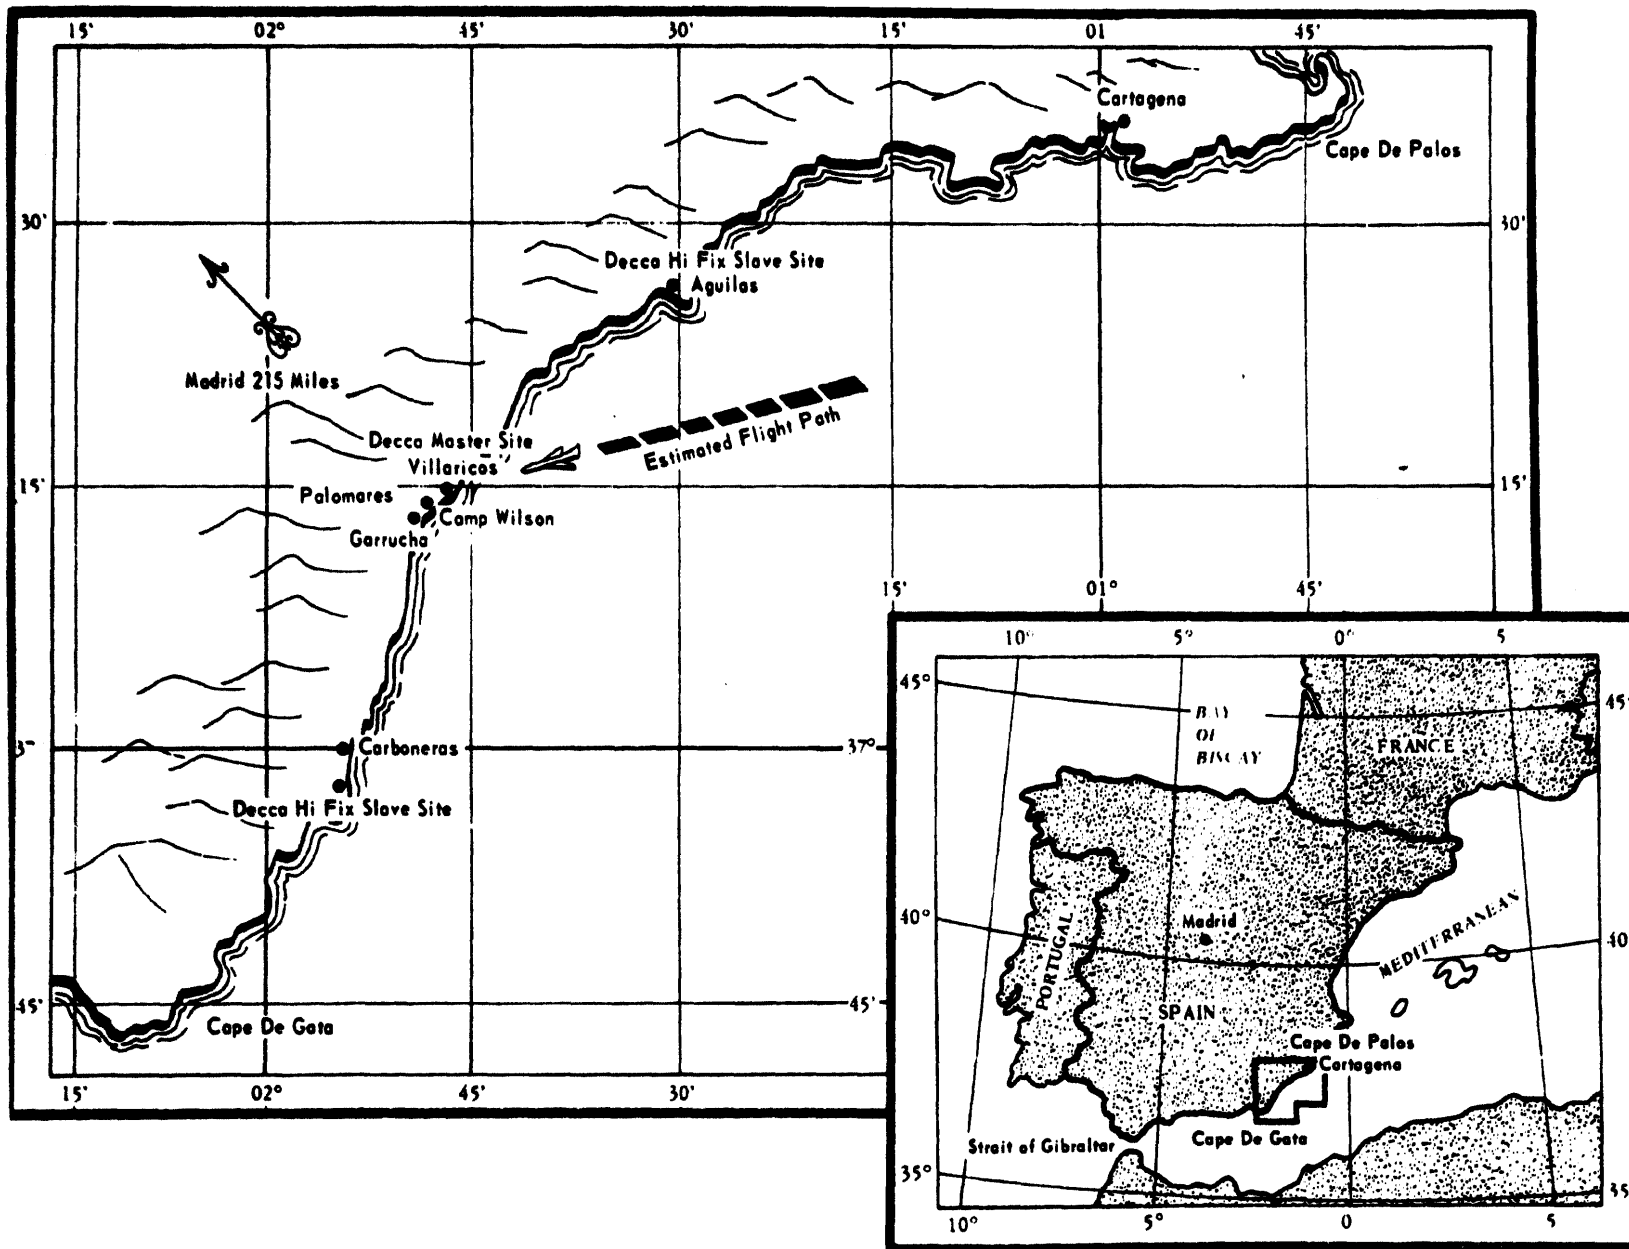 15' 02° 45' 30' 15' 01 45'
Cartagena
Cape De Palos
30' 30'
Decca Hi Fix Slave Site
Aguilas
Madrid 215 Miles
Estimated Flight Path
Decca Master Site
Villaricos
15' 15'
Palomares
Camp Wilson
Garrucha
15' 01° 45'
37°
Carboneras
Decca Hi Fix Slave Site
45' 45'
Cape De Gata
15' 02° 45' 30'
10° 5° 0° 5
45° 45°
BAY
OF
BISCAY
FRANCE
40° 40
Madrid
PORTUGAL
MEDITERRANEAN
SPAIN
Cape De Palos
Cartagena
Cape De Gata
Strait of Gibraltar
35° 35
10° 5° 0 5